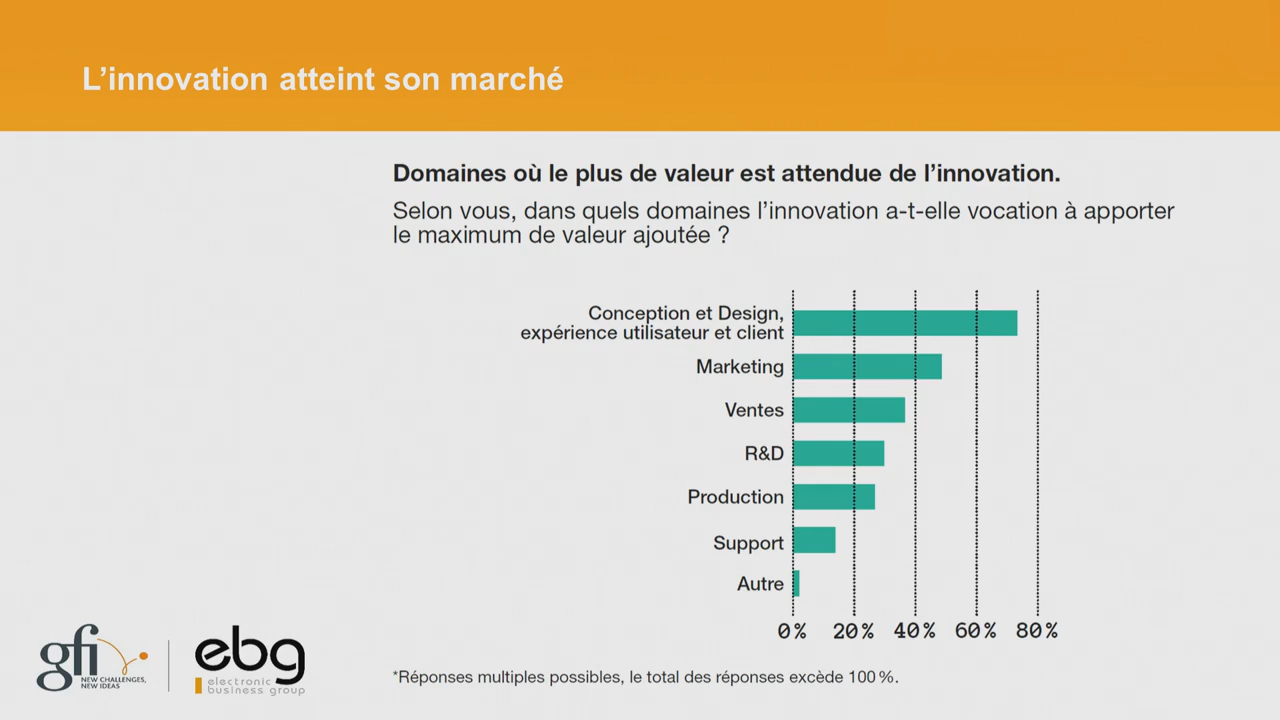 L’innovation atteint son marché
Domaines où le plus de valeur est attendue de l’innovation.
Selon vous, dans quels domaines l’innovation a-t-elle vocation à apporter
le maximum de valeur ajoutée ?
Conception et Design,
expérience utilisateur et client
Marketing
Ventes
R&D
Production
Support
Autre
0% 20% 40% 60% 80%
gfi
NEW CHALLENGES,
NEW IDEAS
ebg
electronic
business group
*Réponses multiples possibles, le total des réponses excède 100 %.